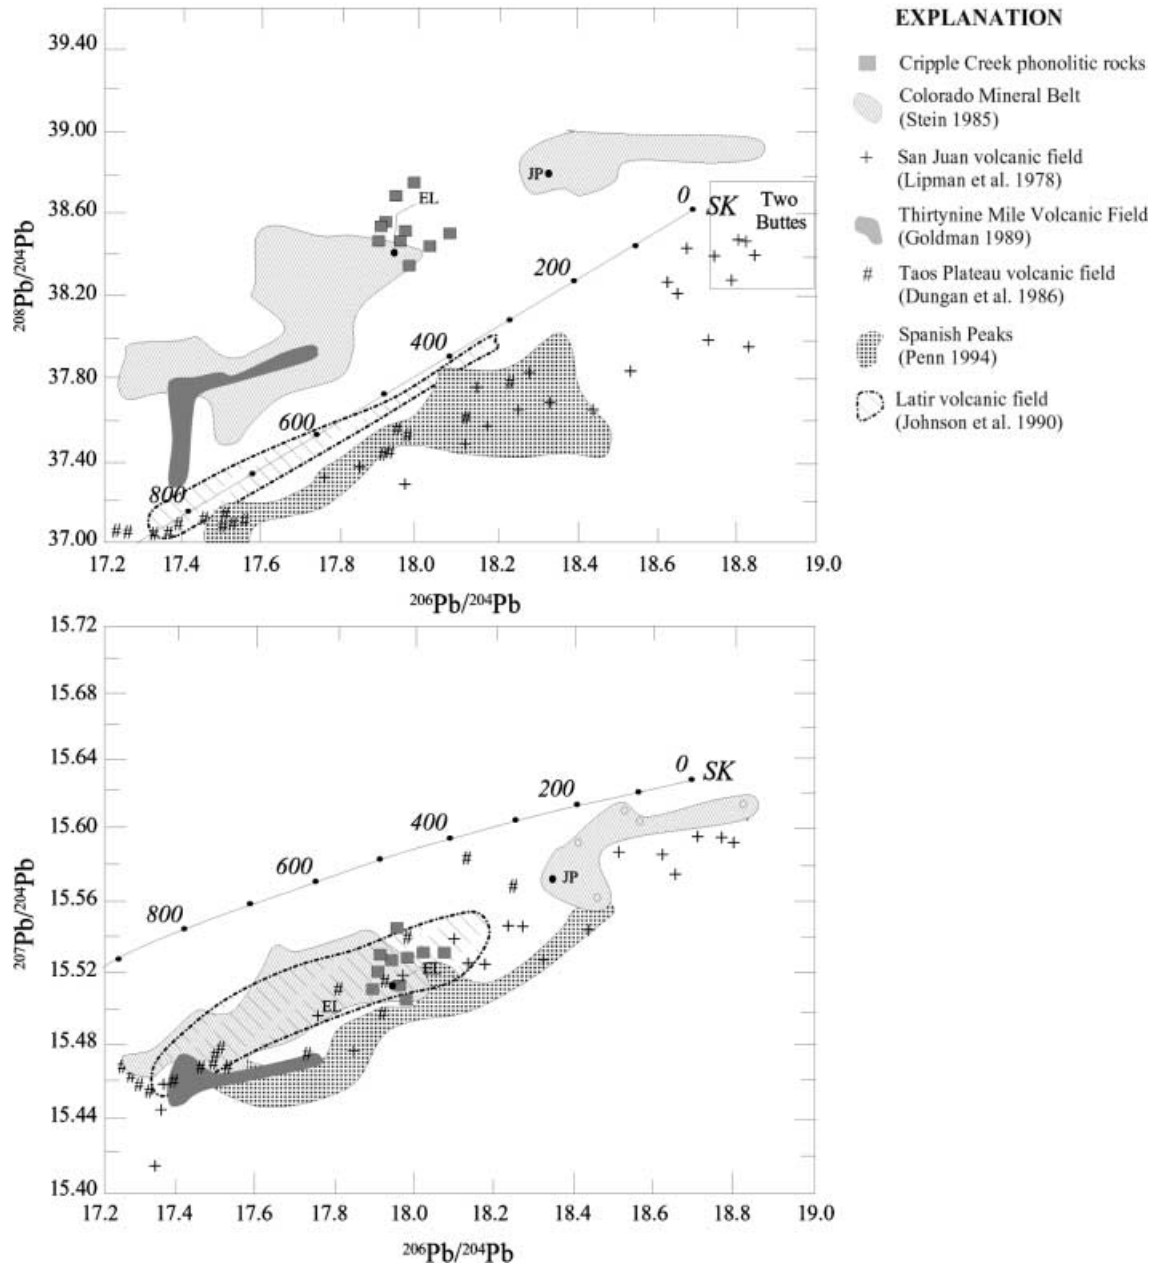 EXPLANATION
Cripple Creek phonolitic rocks
Colorado Mineral Belt
(Stein 1985)
+ San Juan volcanic field
(Lipman et al. 1978)
Thirtynine Mile Volcanic Field
(Goldman 1989)
# Taos Plateau volcanic field
(Dungan et al. 1986)
Spanish Peaks
(Penn 1994)
Latir volcanic field
(Johnson et al. 1990)
39.40
39.00
38.60
38.20
37.80
37.40
37.00
208Pb/204Pb
JP
EL
0 SK
Two
Buttes
200
400
600
800
17.2 17.4 17.6 17.8 18.0 18.2 18.4 18.6 18.8 19.0
206Pb/204Pb
15.72
15.68
15.64
15.60
15.56
15.52
15.48
15.44
15.40
207Pb/204Pb
0 SK
200
400
600
800
JP
EL
EL
17.2 17.4 17.6 17.8 18.0 18.2 18.4 18.6 18.8 19.0
206Pb/204Pb